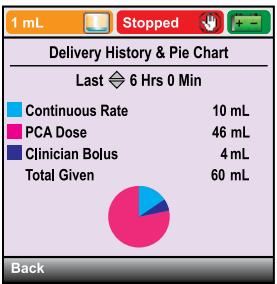 1 mL Stopped
Delivery History & Pie Chart
Last 6 Hrs 0 Min
Continuous Rate 10 mL
PCA Dose 46 mL
Clinician Bolus 4 mL
Total Given 60 mL
Back